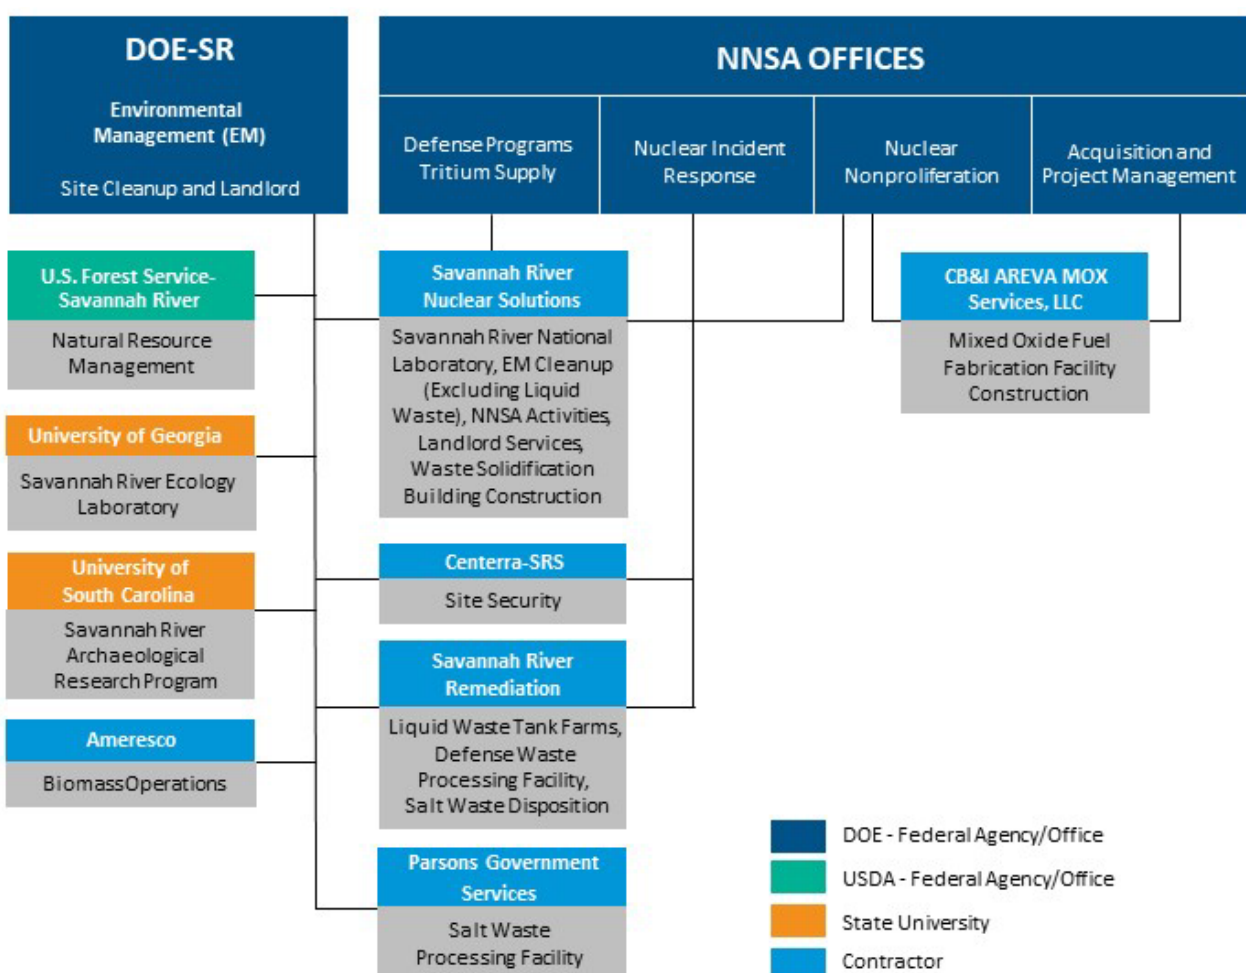 DOE-SR
Environmental
Management (EM)
Site Cleanup and Landlord
NNSA OFFICES
Defense Programs
Tritium Supply
Nuclear Incident
Response
Nuclear
Nonproliferation
Acquisition and
Project Management
U.S. Forest Service-
Savannah River
Natural Resource
Management
University of Georgia
Savannah River Ecology
Laboratory
University of
South Carolina
Savannah River
Archaeological
Research Program
Ameresco
Biomass Operations
Savannah River
Nuclear Solutions
Savannah River National
Laboratory, EM Cleanup
(Excluding Liquid
Waste), NNSA Activities,
Landlord Services,
Waste Solidification
Building Construction
Centerra-SRS
Site Security
Savannah River
Remediation
Liquid Waste Tank Farms,
Defense Waste
Processing Facility,
Salt Waste Disposition
Parsons Government
Services
Salt Waste
Processing Facility
CB&I AREVA MOX
Services, LLC
Mixed Oxide Fuel
Fabrication Facility
Construction
DOE - Federal Agency/Office
USDA - Federal Agency/Office
State University
Contractor